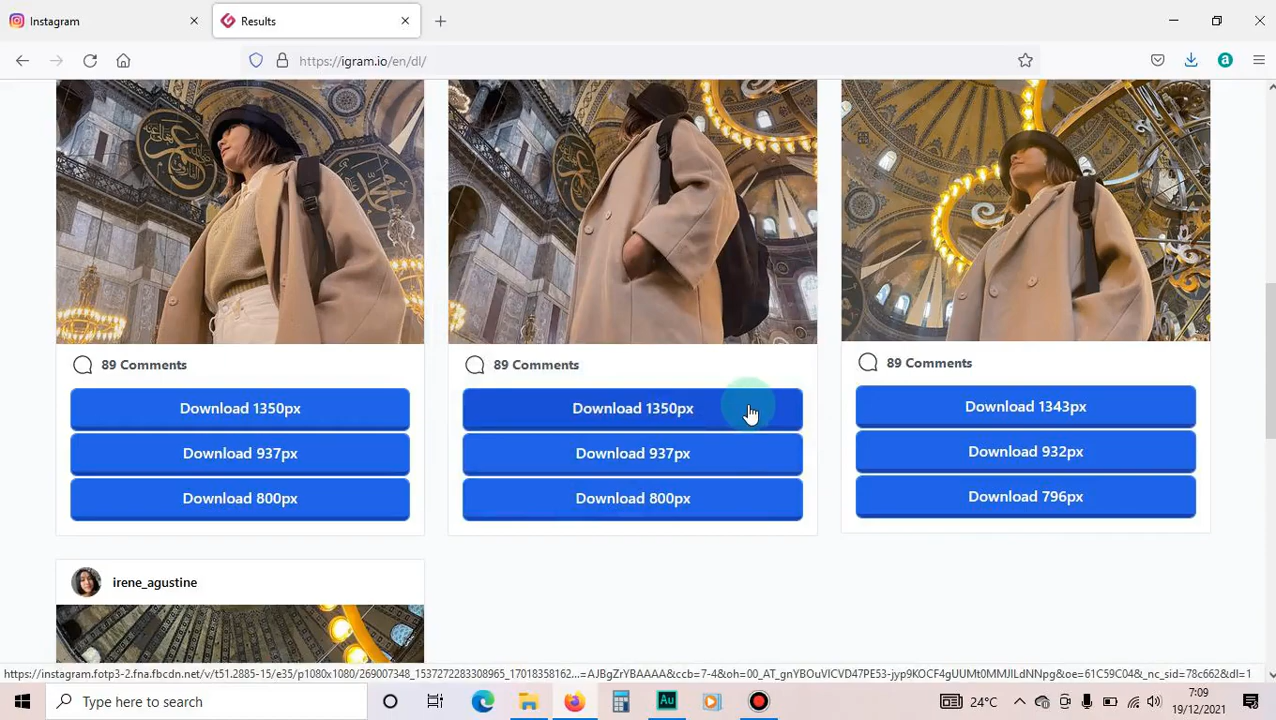 Instagram
Results
https://igram.io/en/dl/
a
89 Comments
89 Comments
89 Comments
Download 1350px
Download 1350px
Download 1343px
Download 937px
Download 937px
Download 932px
Download 800px
Download 800px
Download 796px
irene_agustine
Au
Type here to search
24°C
7:09
19/12/2021